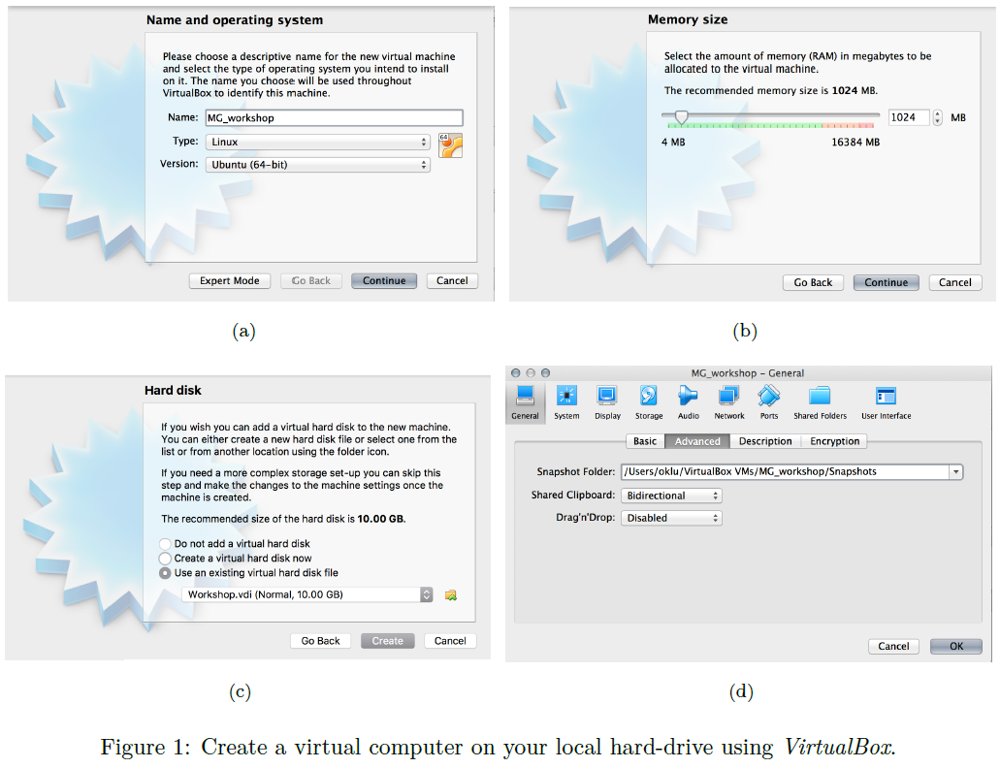 Name and operating system
Please choose a descriptive name for the new virtual machine
and select the type of operating system you intend to install
on it. The name you choose will be used throughout
VirtualBox to identify this machine.
Name: MG_workshop
Type: Linux
64
Version: Ubuntu (64-bit)
Expert Mode Go Back Continue Cancel
(a)
Memory size
Select the amount of memory (RAM) in megabytes to be
allocated to the virtual machine.
The recommended memory size is 1024 MB.
1024 MB
4 MB 16384 MB
Go Back Continue Cancel
(b)
Hard disk
If you wish you can add a virtual hard disk to the new machine.
You can either create a new hard disk file or select one from the
list or from another location using the folder icon.
If you need a more complex storage set-up you can skip this
step and make the changes to the machine settings once the
machine is created.
The recommended size of the hard disk is 10.00 GB.
Do not add a virtual hard disk
Create a virtual hard disk now
Use an existing virtual hard disk file
Workshop.vdi (Normal, 10.00 GB)
Go Back Create Cancel
(c)
MG_workshop – General
General System Display Storage Audio Network Ports Shared Folders User Interface
Basic Advanced Description Encryption
Snapshot Folder: /Users/oklu/VirtualBox VMs/MG_workshop/Snapshots
Shared Clipboard: Bidirectional
Drag'n'Drop: Disabled
Cancel OK
(d)
Figure 1: Create a virtual computer on your local hard-drive using VirtualBox.